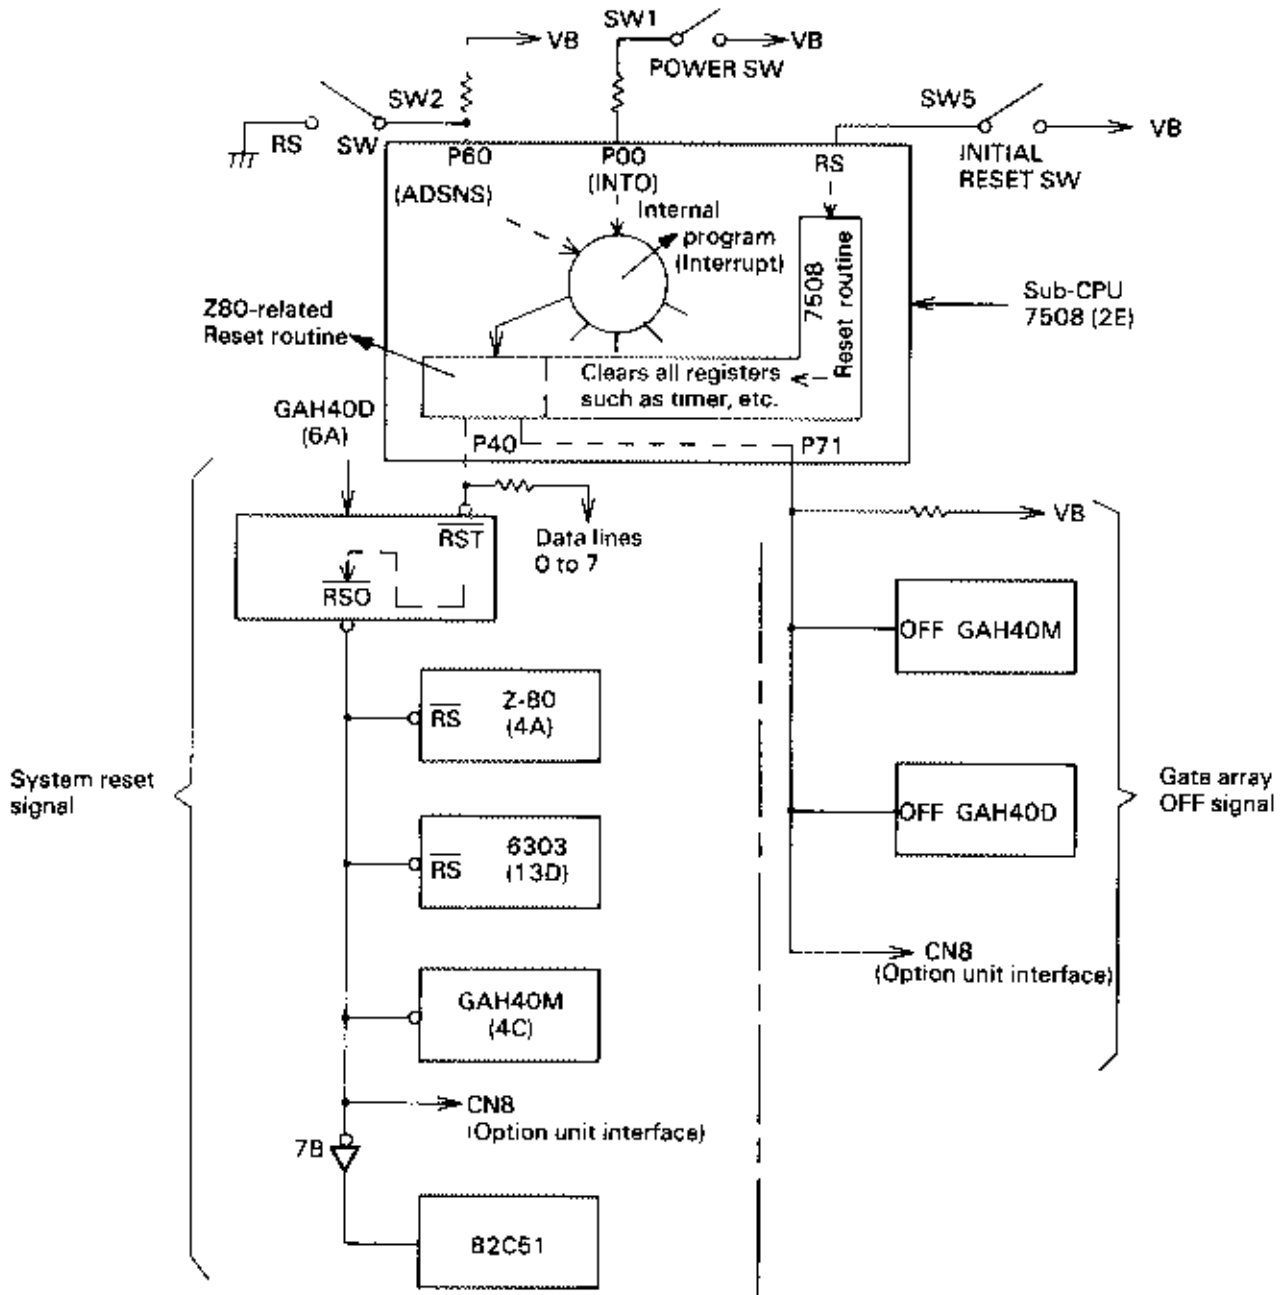 SW1
VB
VB
POWER SW
SW2
SW5
VB
RS
SW
INITIAL
RESET SW
P60
P00
RS
(ADSNS)
(INTO)
Internal
program
(Interrupt)
7508
Reset routine
Sub-CPU
7508 (2E)
Z80-related
Reset routine
Clears all registers
such as timer, etc.
GAH40D
(6A)
P40
P71
RST
Data lines
0 to 7
VB
RSO
OFF GAH40M
Z-80
RS
(4A)
System reset
signal
Gate array
OFF signal
OFF GAH40D
6303
RS
(13D)
CN8
(Option unit interface)
GAH40M
(4C)
CN8
(Option unit interface)
7B
82C51